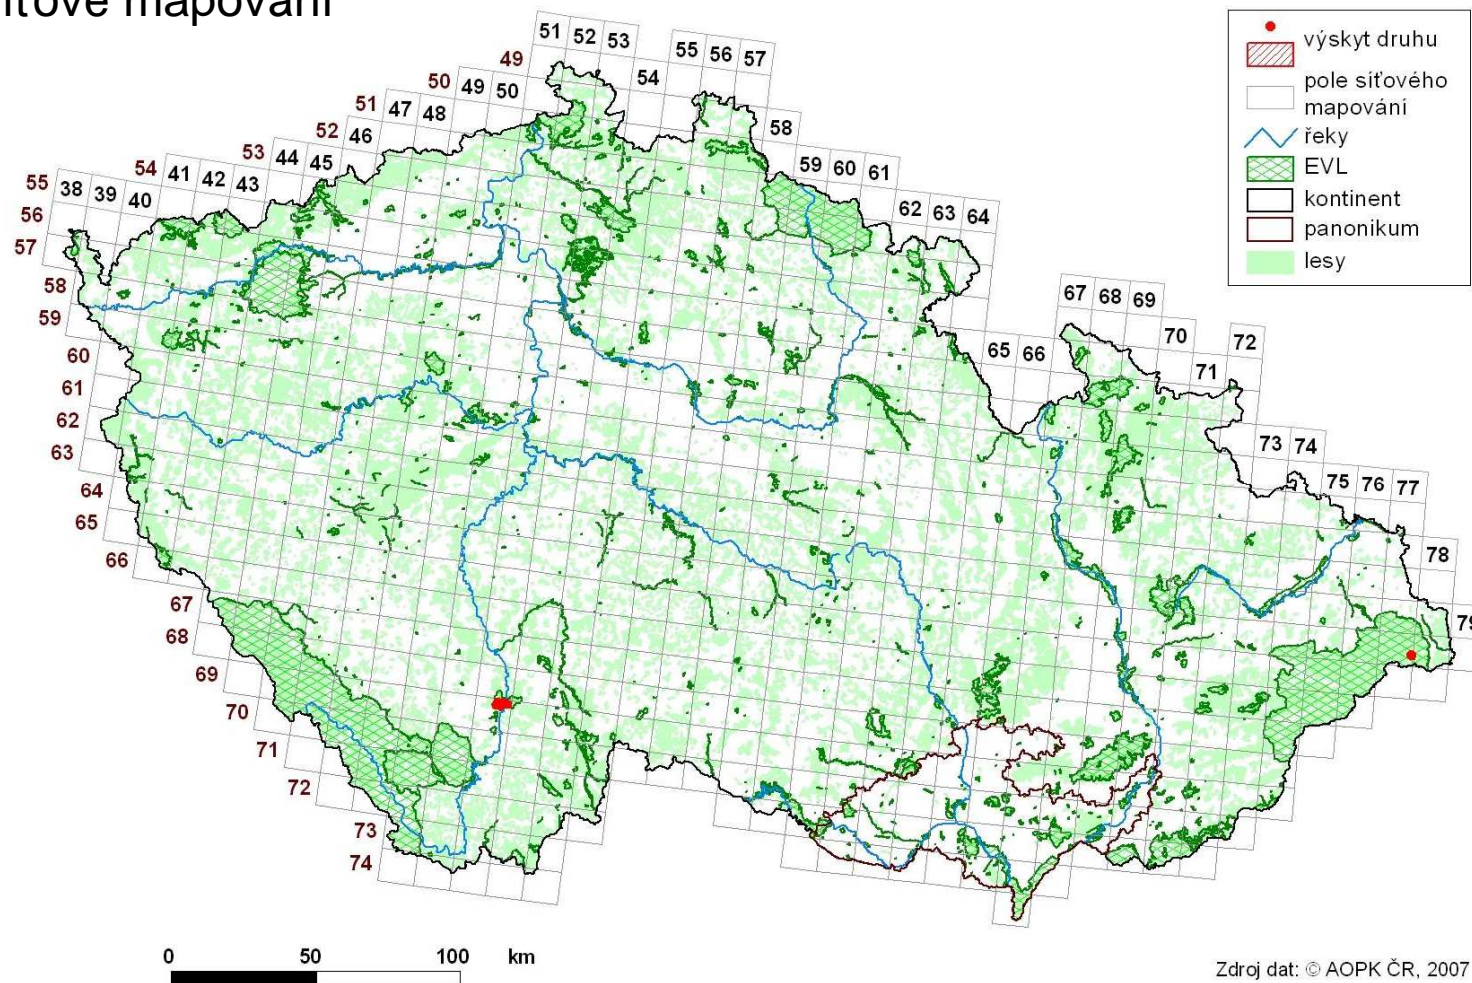 síťové mapování
51 52 53
55 56 57
49
54
50 49 50
51 47 48
58
52 46
53 44 45
59 60 61
54 41 42 43
55 38 39 40
56
62 63 64
57
58
59
67 68 69
70
72
60
65 66
71
61
62
63
73 74
64
75 76 77
65
66
78
67
68
79
69
70
71
72
73
74
výskyt druhu
pole síťového
mapování
řeky
EVL
kontinent
panonikum
lesy
0 50 100 km
Zdroj dat: © AOPK ČR, 2007